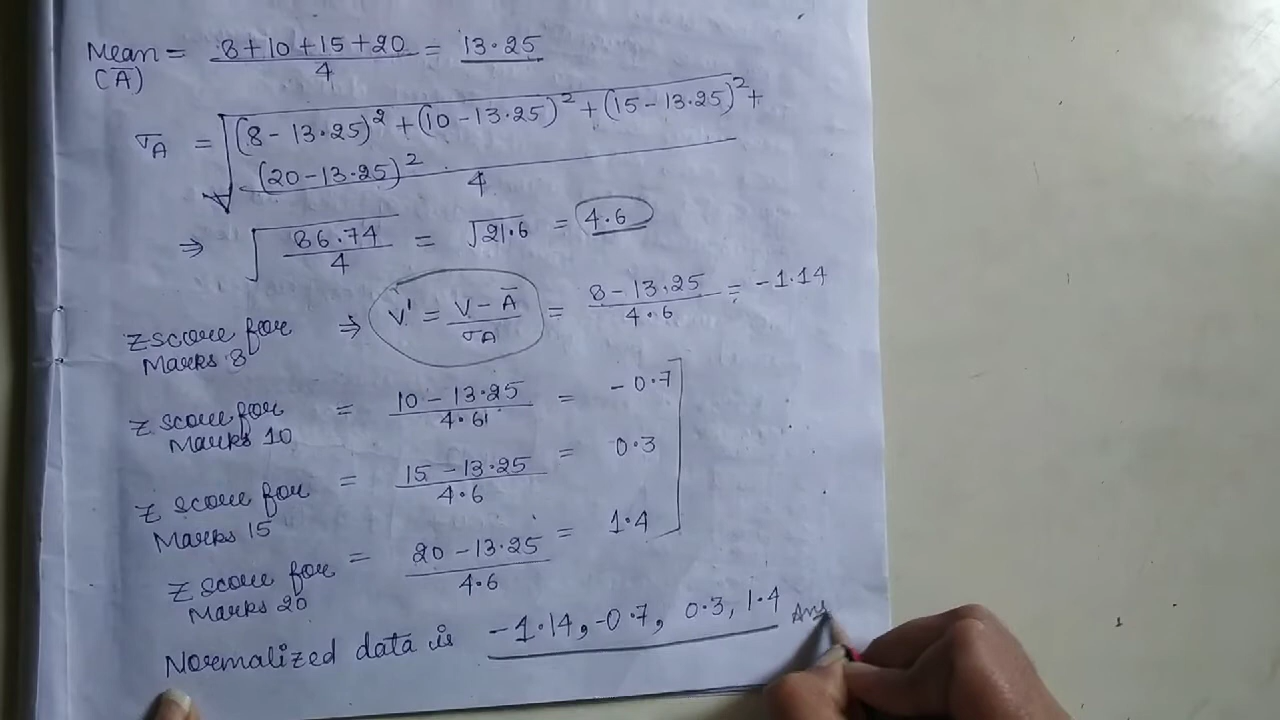 Mean = 8+10+15+20 / 4 = 13.25
(A̅)
σA = √ (8-13.25)² + (10-13.25)² + (15-13.25)² +
(20-13.25)² / 4
⇒ √ 86.74 / 4 = √21.6 = 4.6
z score for Marks 8 ⇒ V' = V - A̅ / σA = 8-13.25 / 4.6 = -1.14
z score for Marks 10 = 10-13.25 / 4.61 = -0.7
z score for Marks 15 = 15-13.25 / 4.6 = 0.3
z score for Marks 20 = 20-13.25 / 4.6 = 1.4
Normalized data is -1.14, -0.7, 0.3, 1.4 Ans